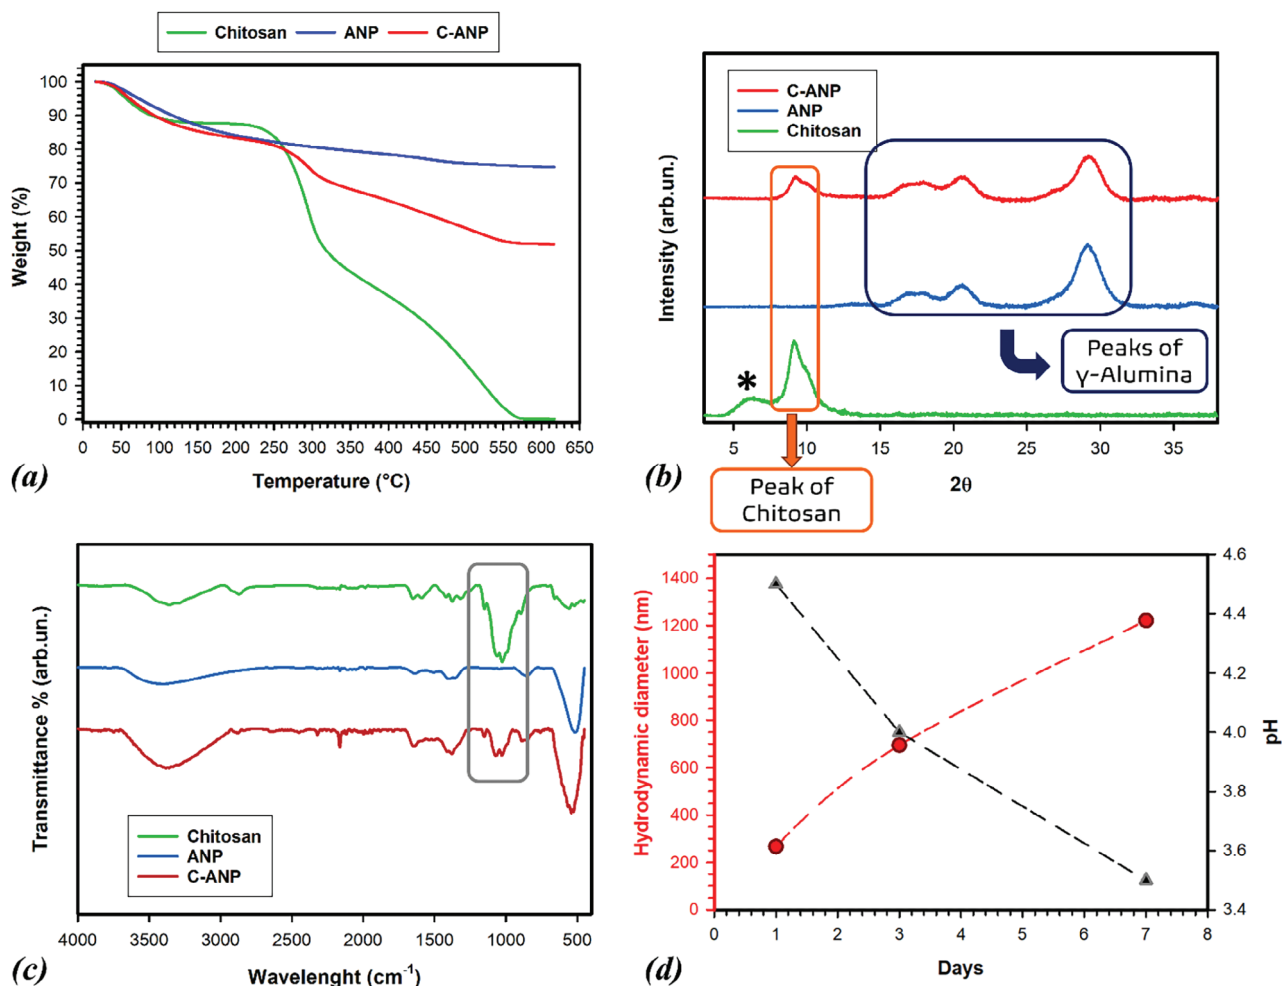 Chitosan ANP C-ANP
100
90
80
70
60
50
40
30
20
10
0
Weight (%)
0 50 100 150 200 250 300 350 400 450 500 550 600 650
Temperature (°C)
(a)
C-ANP
ANP
Chitosan
Intensity (arb.un.)
*
Peaks of
γ-Alumina
5 10 15 20 25 30 35
2θ
Peak of
Chitosan
(b)
Transmittance % (arb.un.)
Chitosan
ANP
C-ANP
4000 3500 3000 2500 2000 1500 1000 500
Wavelenght (cm-1)
(c)
Hydrodynamic diameter (nm)
1400
1200
1000
800
600
400
200
0
4.6
4.4
4.2
4.0
3.8
3.6
3.4
pH
0 1 2 3 4 5 6 7 8
Days
(d)